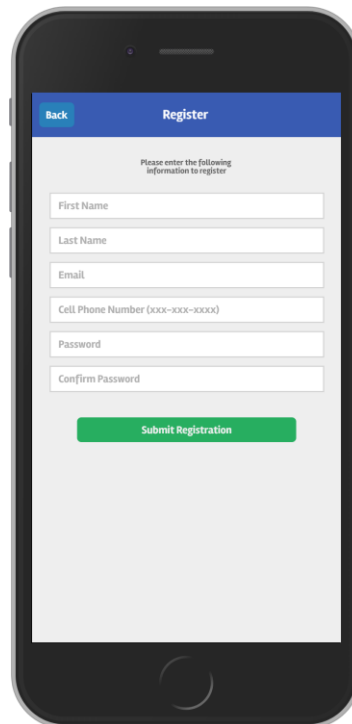 Back
Register
Please enter the following
information to register
First Name
Last Name
Email
Cell Phone Number (xxx-xxx-xxxx)
Password
Confirm Password
Submit Registration